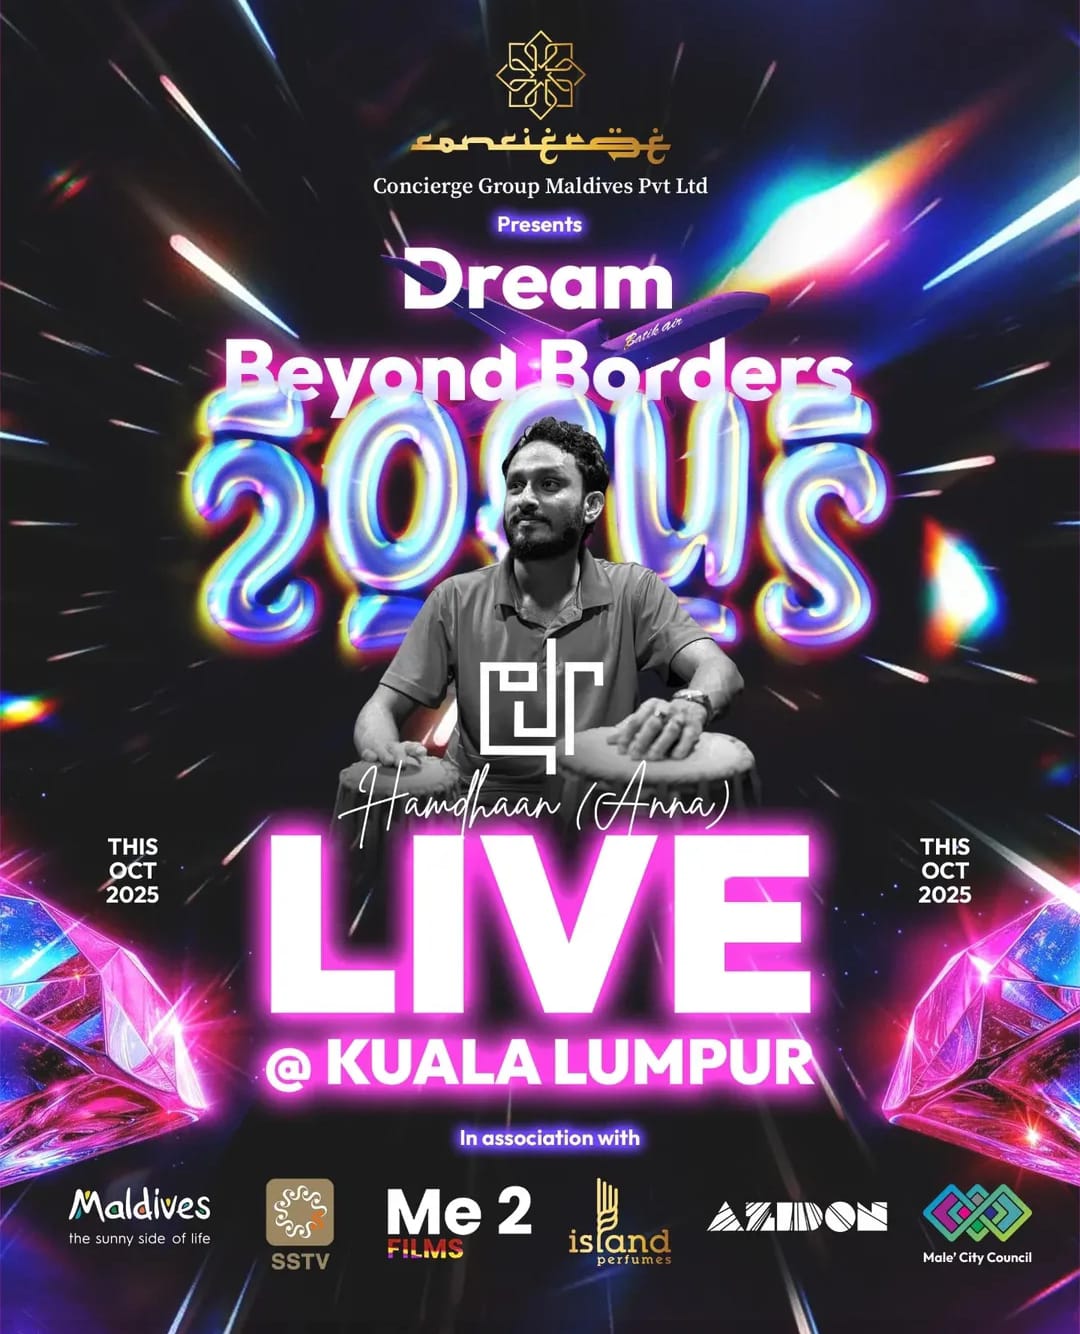 concierge
Concierge Group Maldives Pvt Ltd
Presents
Dream
Batik air
Beyond Borders
Hamdhaan (Anna)
THIS
OCT
2025
THIS
OCT
2025
LIVE
@ KUALA LUMPUR
In association with
Maldives
the sunny side of life
SSTV
Me 2
FILMS
island
perfumes
AZIDON
Male' City Council